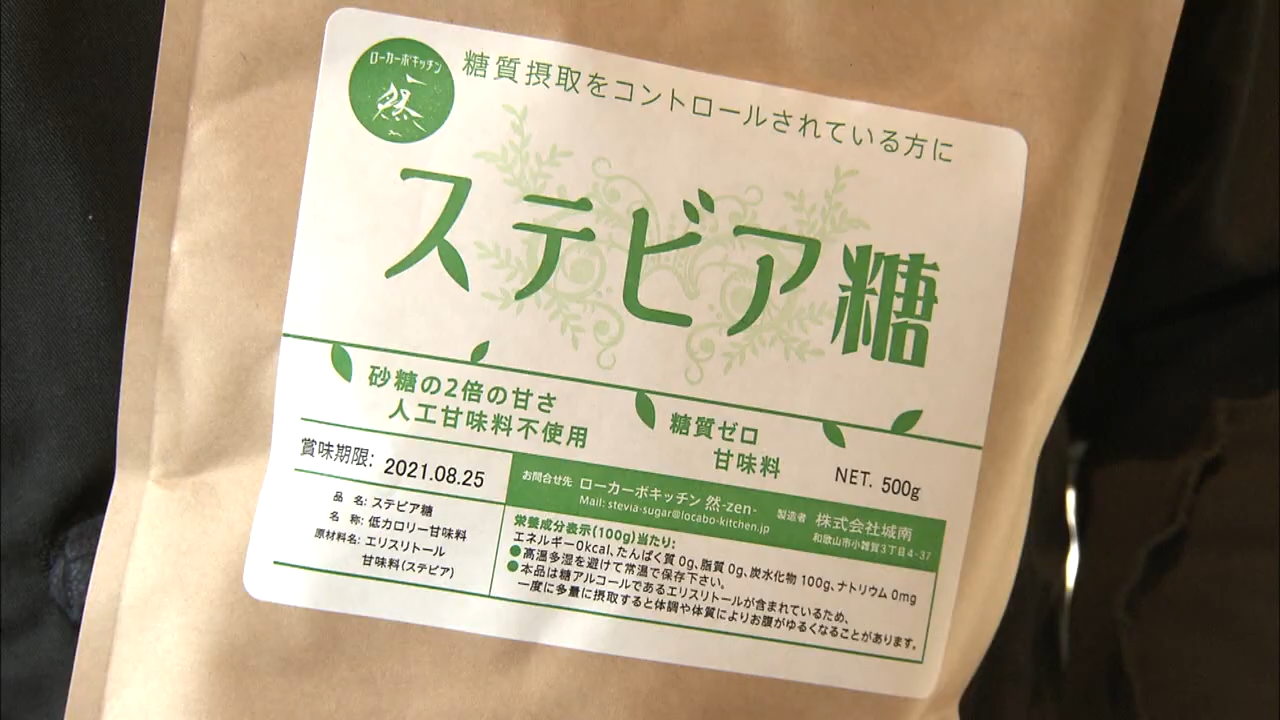 ローカーボキッチン
然
糖質摂取をコントロールされている方に
ステビア糖
砂糖の2倍の甘さ
人工甘味料不使用
糖質ゼロ
甘味料
NET. 500g
賞味期限: 2021.08.25
品 名: ステビア糖
名 称: 低カロリー甘味料
原材料名: エリスリトール
甘味料(ステビア)
お問合せ先 ローカーボキッチン 然-zen-
Mail: stevia-sugar@locabo-kitchen.jp
製造者 株式会社城南
和歌山市小雑賀3丁目4-37
栄養成分表示(100g)当たり:
エネルギー0kcal、たんぱく質 0g、脂質 0g、炭水化物 100g、ナトリウム 0mg
●高温多湿を避けて常温で保存下さい。
●本品は糖アルコールであるエリスリトールが含まれているため、
一度に多量に摂取すると体調や体質によりお腹がゆるくなることがあります。